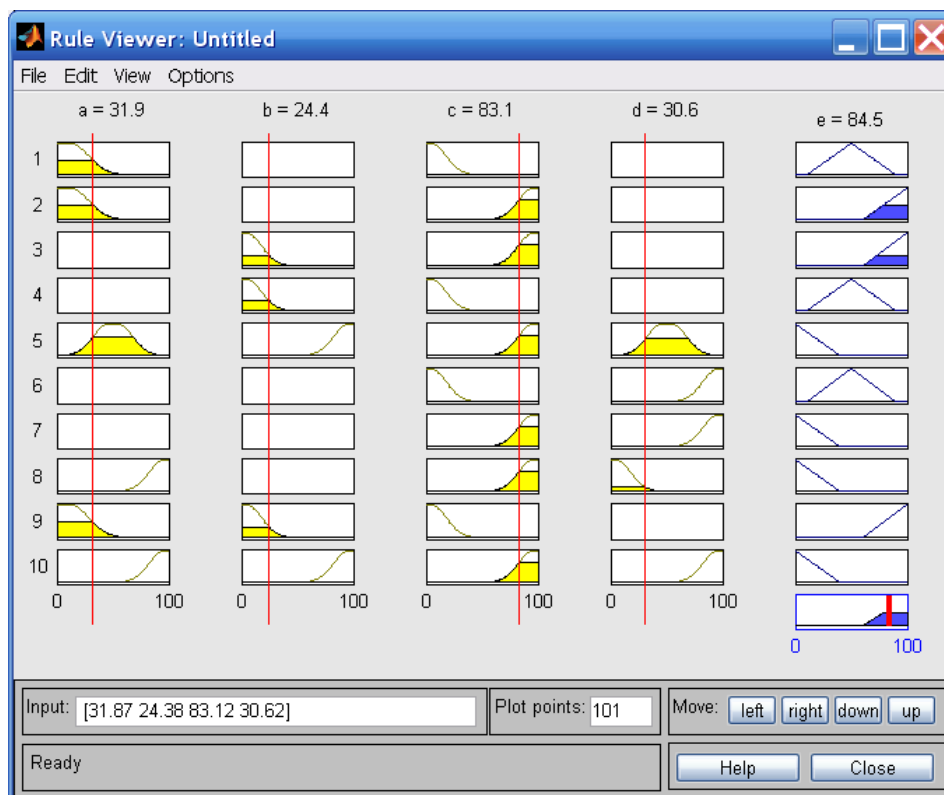 Rule Viewer: Untitled
File Edit View Options
a = 31.9 b = 24.4 c = 83.1 d = 30.6 e = 84.5
1
2
3
4
5
6
7
8
9
10
0 100 0 100 0 100 0 100
0 100
Input: [31.87 24.38 83.12 30.62] Plot points: 101 Move: left right down up
Ready Help Close